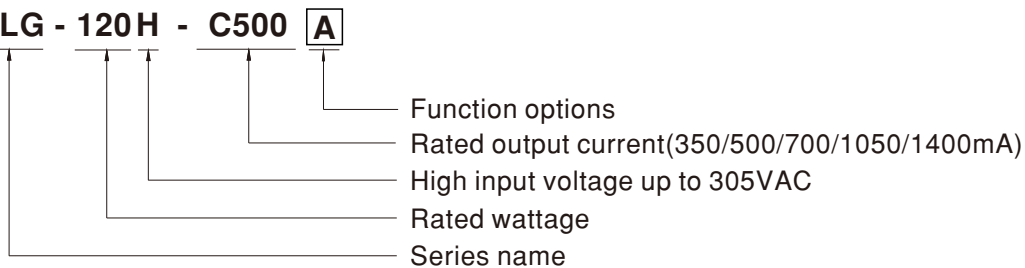 LG - 120 H - C500 A
Function options
Rated output current(350/500/700/1050/1400mA)
High input voltage up to 305VAC
Rated wattage
Series name